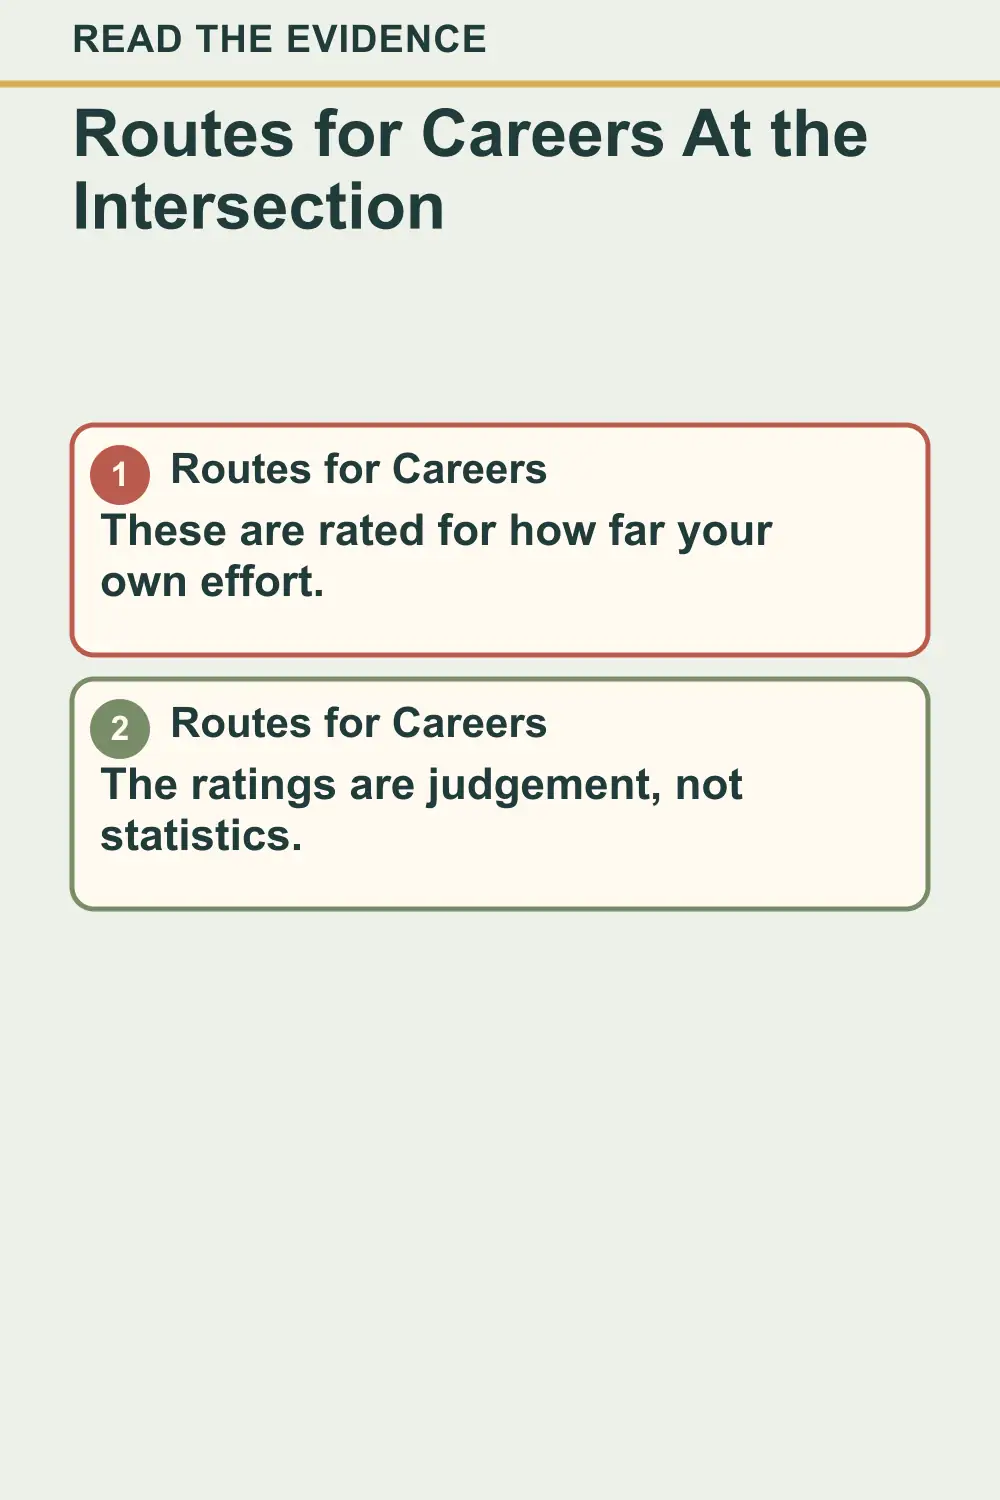 READ THE EVIDENCE
Routes for Careers At the
Intersection
1 Routes for Careers
These are rated for how far your
own effort.
2 Routes for Careers
The ratings are judgement, not
statistics.